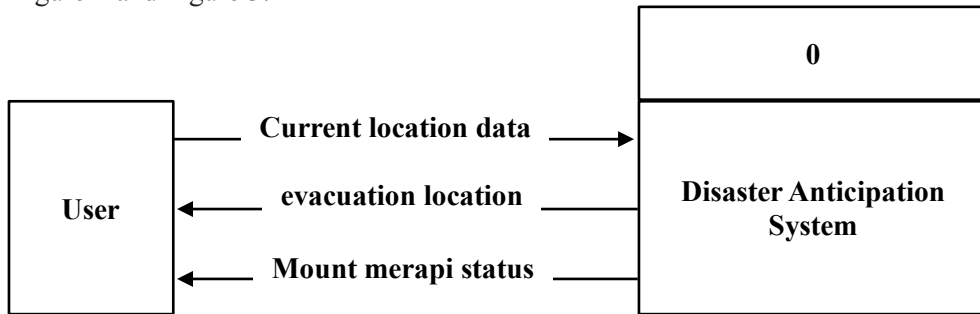 0
Current location data
User
evacuation location
Disaster Anticipation
System
Mount merapi status